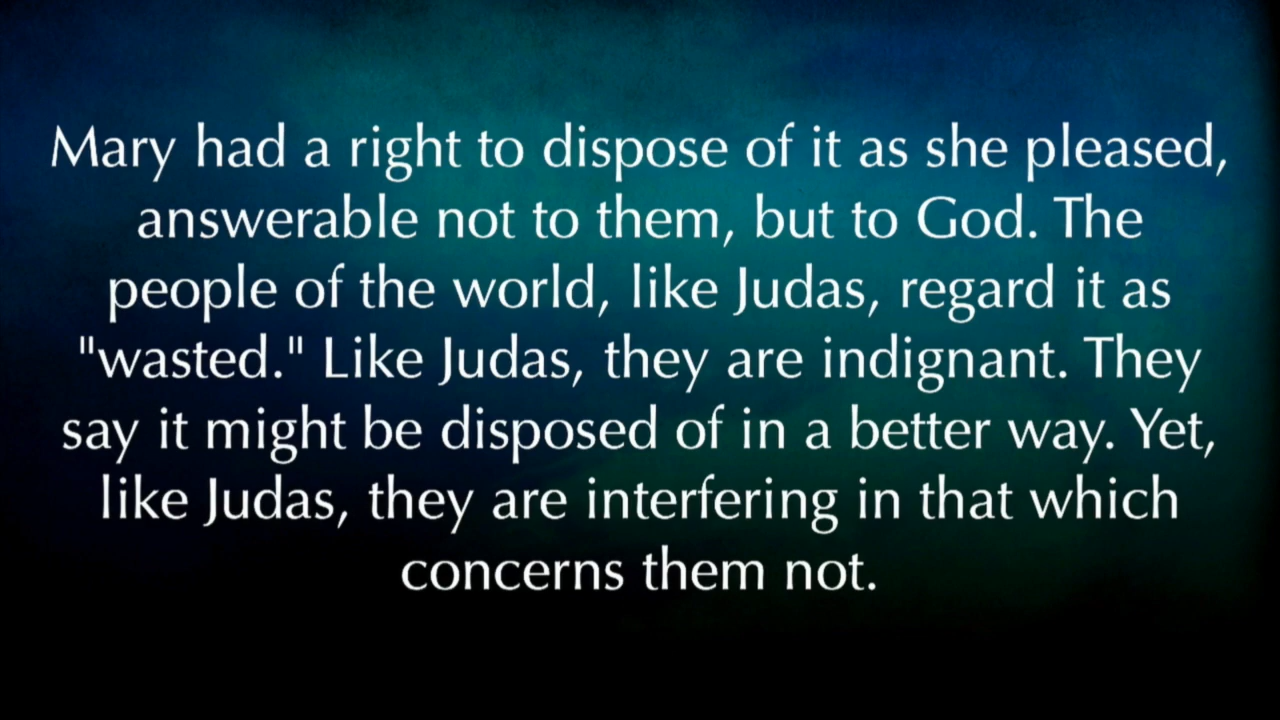 Mary had a right to dispose of it as she pleased,
answerable not to them, but to God. The
people of the world, like Judas, regard it as
"wasted." Like Judas, they are indignant. They
say it might be disposed of in a better way. Yet,
like Judas, they are interfering in that which
concerns them not.